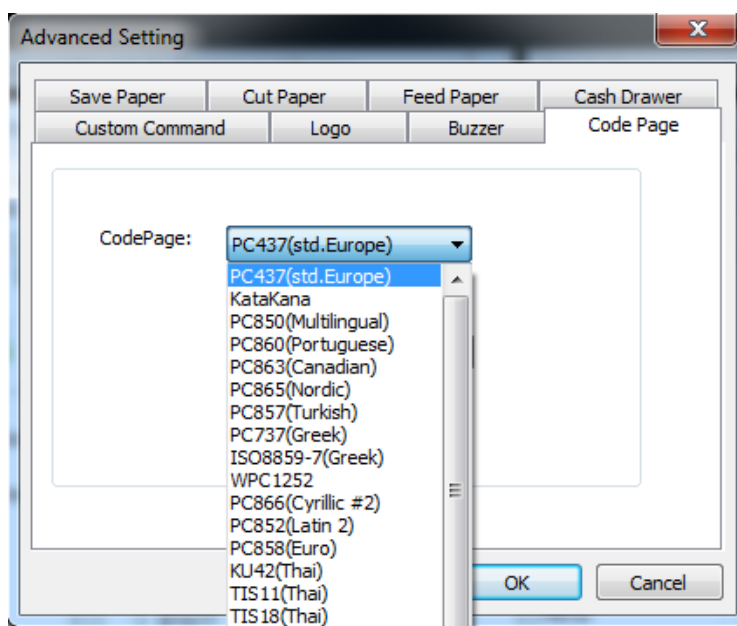 Advanced Setting
Save Paper
Cut Paper
Feed Paper
Cash Drawer
Custom Command
Logo
Buzzer
Code Page
CodePage:
PC437(std.Europe)
PC437(std.Europe)
KataKana
PC850(Multilingual)
PC860(Portuguese)
PC863(Canadian)
PC865(Nordic)
PC857(Turkish)
PC737(Greek)
ISO8859-7(Greek)
WPC1252
PC866(Cyrillic #2)
PC852(Latin 2)
PC858(Euro)
KU42(Thai)
TIS11(Thai)
TIS18(Thai)
OK
Cancel